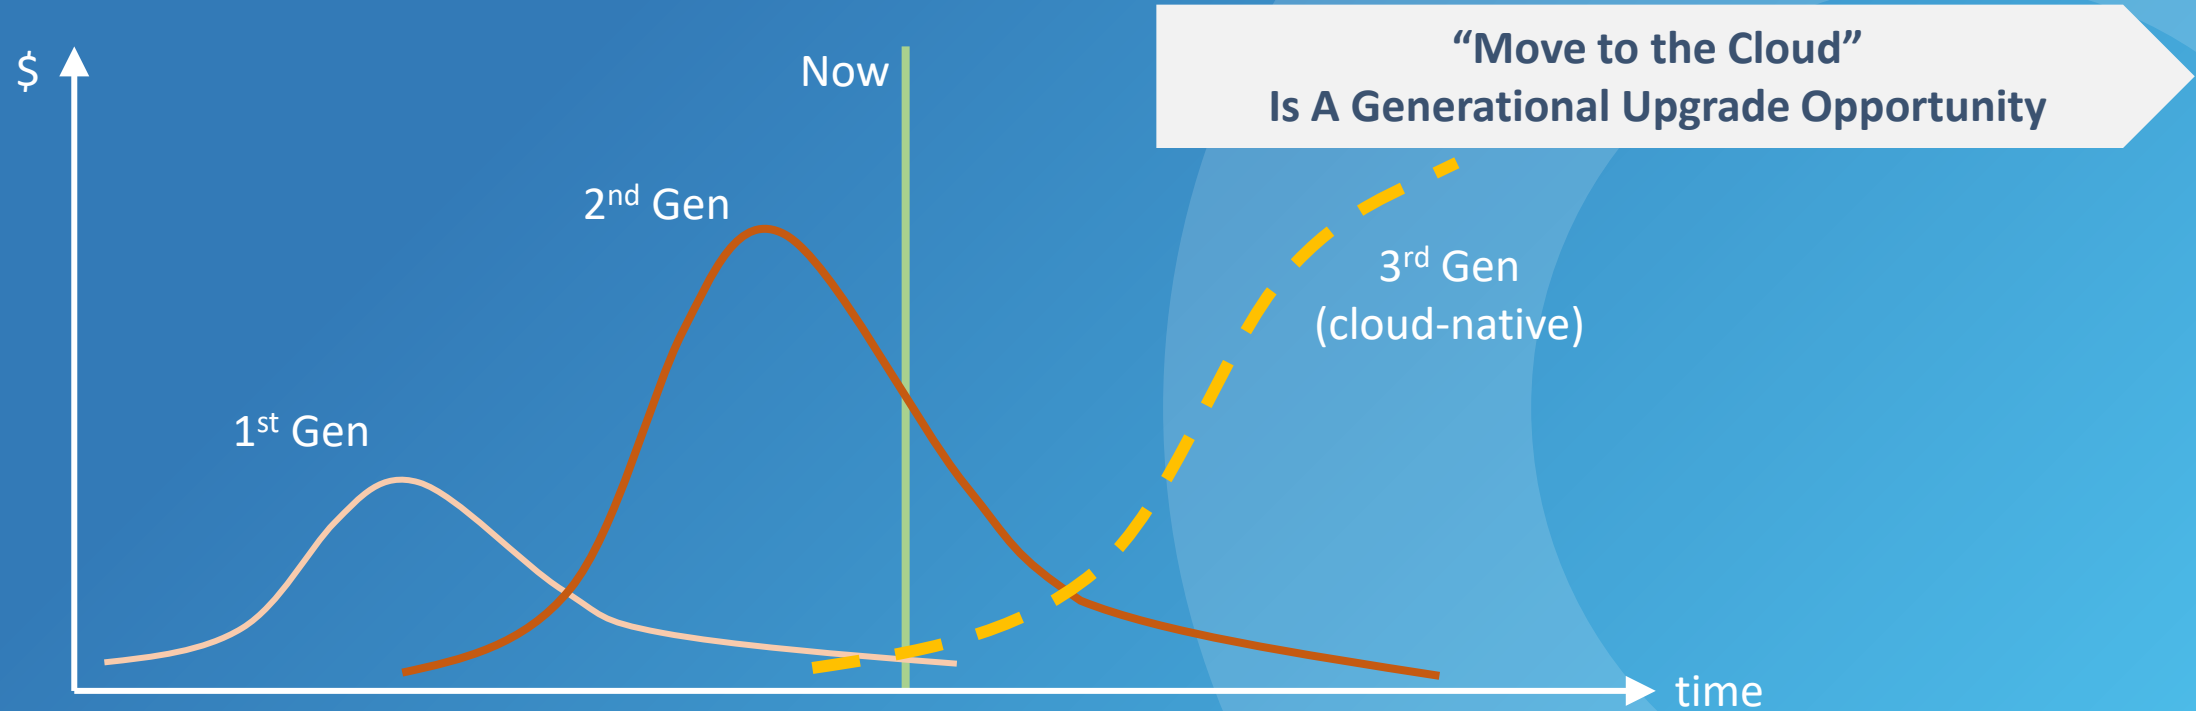 “Move to the Cloud”
Is A Generational Upgrade Opportunity
$
Now
2nd Gen
3rd Gen
(cloud-native)
1st Gen
time